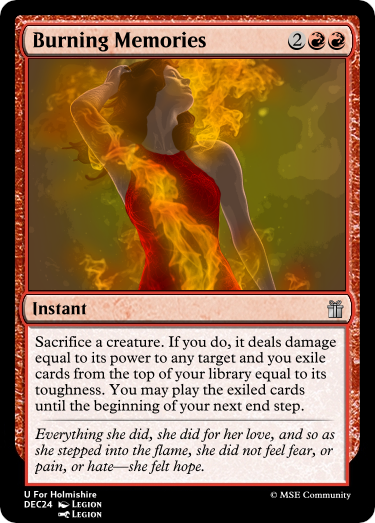 Burning Memories 2
Instant
Sacrifice a creature. If you do, it deals damage
equal to its power to any target and you exile
cards from the top of your library equal to its
toughness. You may play the exiled cards
until the beginning of your next end step.
Everything she did, she did for her love, and so as
she stepped into the flame, she did not feel fear, or
pain, or hate—she felt hope.
U For Holmishire © MSE Community
DEC24 Legion
Legion